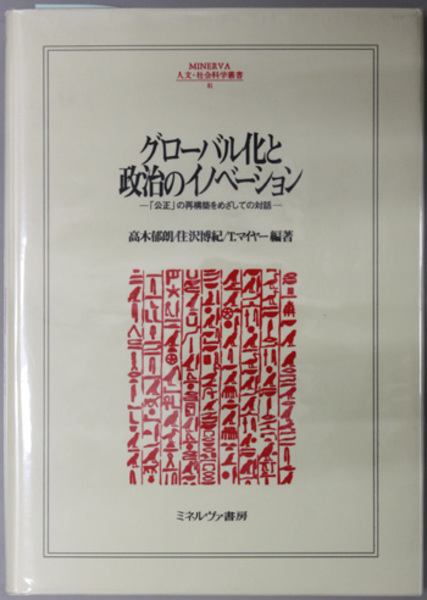 MINERVA
人文・社会科学叢書
グローバル化と
政治のイノベーション
―「公正」の再構築をめざしての対話―
高木郁朗/住沢博紀/T.マイヤー 編著
ミネルヴァ書房